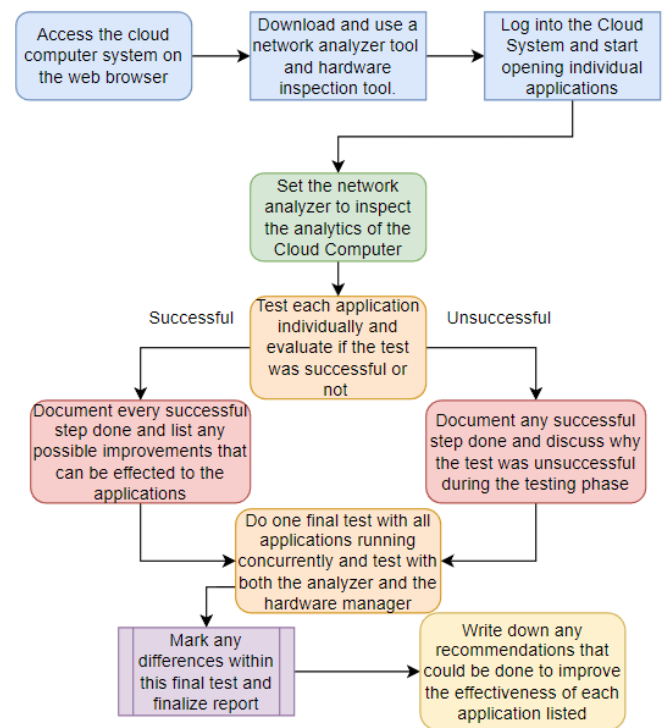 Access the cloud
computer system on
the web browser
Download and use a
network analyzer tool
and hardware
inspection tool.
Log into the Cloud
System and start
opening individual
applications
Set the network
analyzer to inspect
the analytics of the
Cloud Computer
Test each application
individually and
evaluate if the test
was successful or
not
Successful
Unsuccessful
Document every successful
step done and list any
possible improvements that
can be effected to the
applications
Document any successful
step done and discuss why
the test was unsuccessful
during the testing phase
Do one final test with all
applications running
concurrently and test with
both the analyzer and the
hardware manager
Mark any
differences within
this final test and
finalize report
Write down any
recommendations that
could be done to improve
the effectiveness of each
application listed